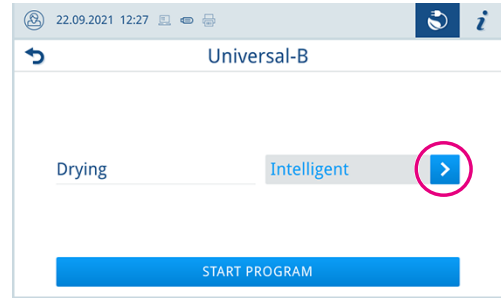 22.09.2021 12:27
Universal-B
Drying
Intelligent
START PROGRAM